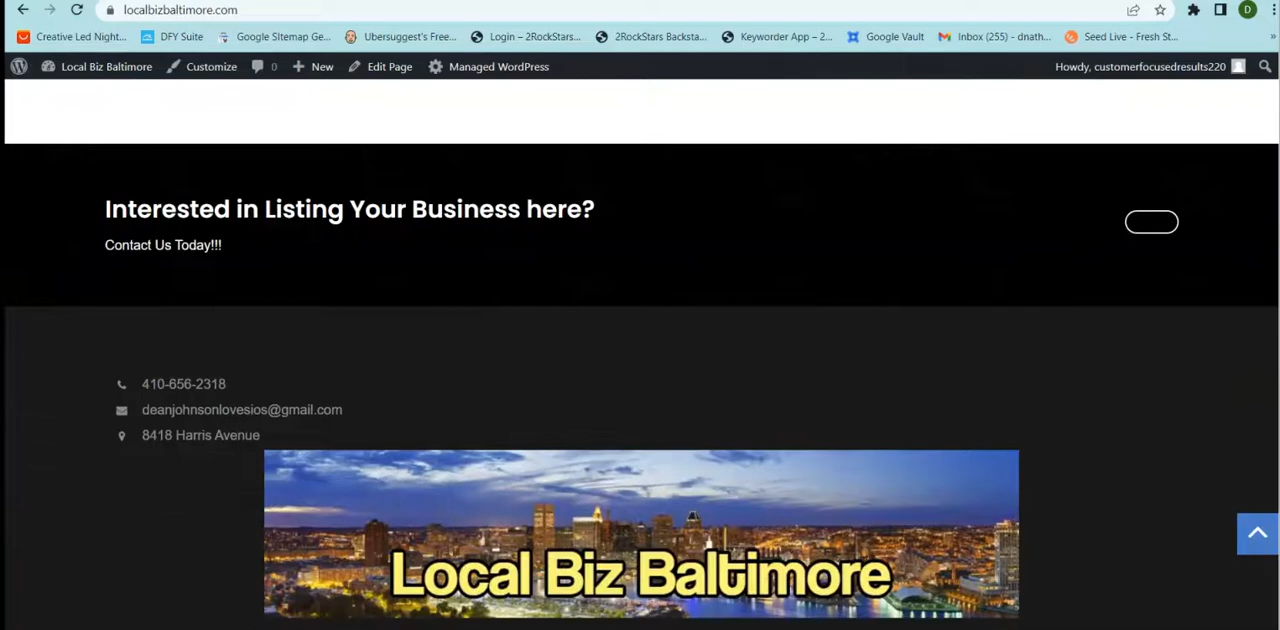 localbizbaltimore.com
Creative Led Night... DFY Suite Google Sitemap Ge... Ubersuggest's Free... Login – 2RockStars... 2RockStars Backsta... Keyworder App – 2... Google Vault Inbox (255) - dnath... Seed Live - Fresh St... »
Local Biz Baltimore Customize 0 New Edit Page Managed WordPress Howdy, customerfocusedresults220
Interested in Listing Your Business here?
Contact Us Today!!!
410-656-2318
deanjohnsonlovesios@gmail.com
8418 Harris Avenue
Local Biz Baltimore